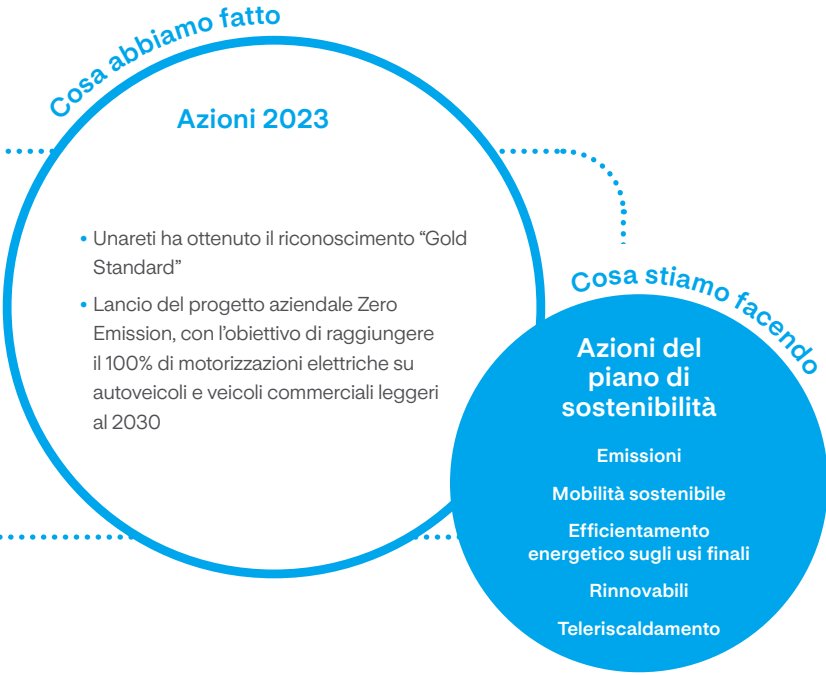 Cosa abbiamo fatto
Azioni 2023
• Unareti ha ottenuto il riconoscimento “Gold
Standard”
• Lancio del progetto aziendale Zero
Emission, con l’obiettivo di raggiungere
il 100% di motorizzazioni elettriche su
autoveicoli e veicoli commerciali leggeri
al 2030
Cosa stiamo facendo
Azioni del
piano di
sostenibilità
Emissioni
Mobilità sostenibile
Efficientamento
energetico sugli usi finali
Rinnovabili
Teleriscaldamento